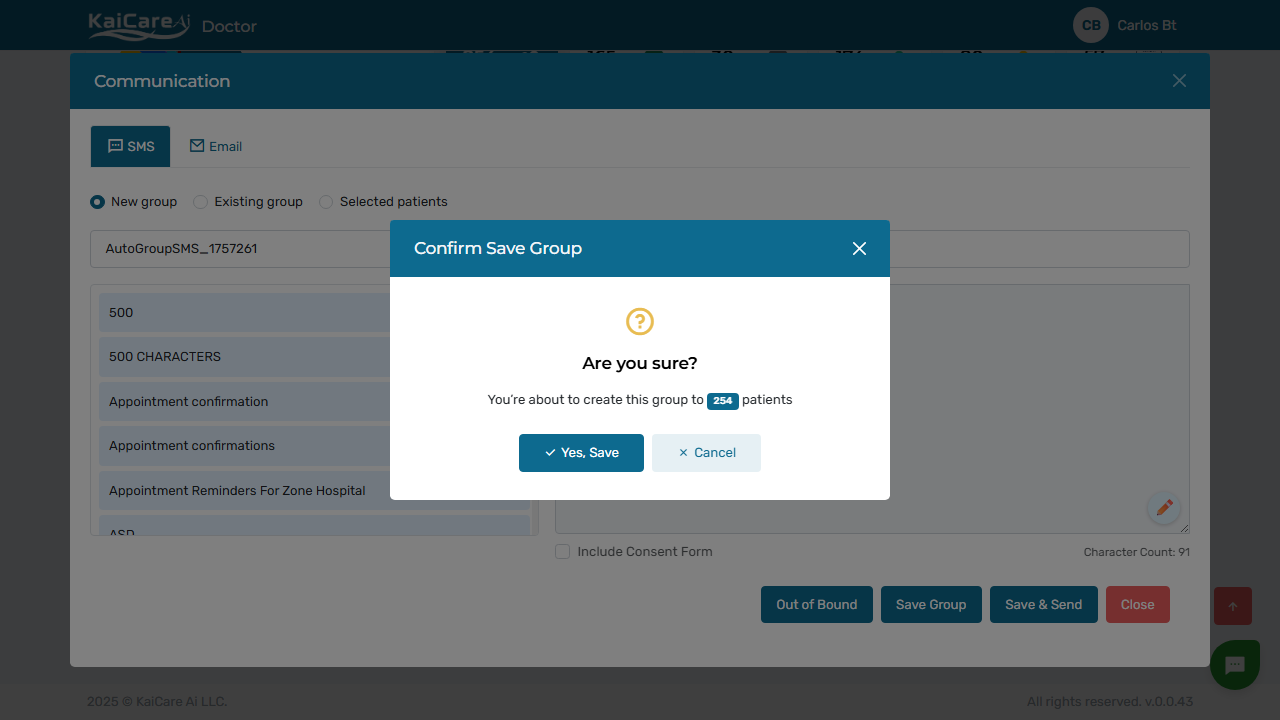 KaiCare Ai Doctor
CB Carlos Bt
Communication
SMS Email
New group Existing group Selected patients
AutoGroupSMS_1757261
500
500 CHARACTERS
Appointment confirmation
Appointment confirmations
Appointment Reminders For Zone Hospital
ASD
Confirm Save Group
Are you sure?
You're about to create this group to 254 patients
Yes, Save Cancel
Include Consent Form Character Count: 91
Out of Bound Save Group Save & Send Close
2025 © KaiCare Ai LLC. All rights reserved. v.0.0.43